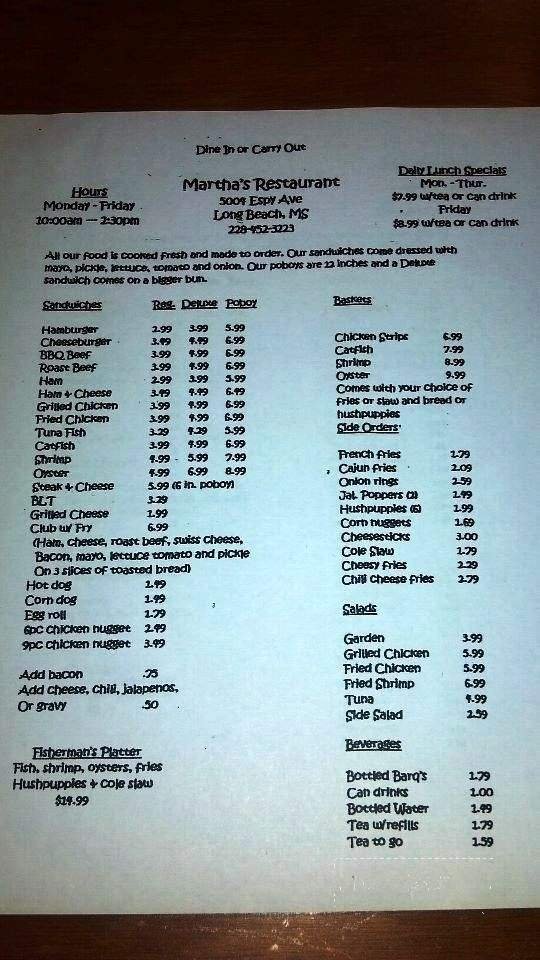 Dine In or Carry Out
Hours
Monday - Friday
10:00am — 2:30pm
Martha's Restaurant
5004 Espy Ave
Long Beach, MS
228-452-3223
Daily Lunch Specials
Mon. - Thur.
$7.99 w/tea or can drink
Friday
$8.99 w/tea or can drink
All our food is cooked fresh and made to order. Our sandwiches come dressed with
mayo, pickle, lettuce, tomato and onion. Our poboys are 12 inches and a Deluxe
sandwich comes on a bigger bun.
Sandwiches Reg. Deluxe Poboy
Hamburger 2.99 3.99 5.99
Cheeseburger 3.49 4.49 6.99
BBQ Beef 3.99 4.99 6.99
Roast Beef 3.99 4.99 6.99
Ham 2.99 3.99 5.99
Ham + Cheese 3.49 4.49 6.49
Grilled Chicken 3.99 4.99 6.99
Fried Chicken 3.99 4.99 6.99
Tuna Fish 3.29 4.29 5.99
Catfish 3.99 4.99 6.99
Shrimp 4.99 5.99 7.99
Oyster 4.99 6.99 8.99
Steak & Cheese 5.99 (6 in. poboy)
BLT 3.29
Grilled Cheese 1.99
Club w/ Fry 6.99
(Ham, cheese, roast beef, swiss cheese,
Bacon, mayo, lettuce tomato and pickle
On 3 slices of toasted bread)
Hot dog 1.49
Corn dog 1.49
Egg roll 1.79
6pc chicken nugget 2.49
9pc chicken nugget 3.49
Add bacon .75
Add cheese, chili, jalapenos,
Or gravy .50
Fisherman's Platter
Fish, shrimp, oysters, fries
Hushpuppies + cole slaw
$14.99
Baskets
Chicken Strips 6.99
Catfish 7.99
Shrimp 8.99
Oyster 9.99
Comes with your choice of
fries or slaw and bread or
hushpuppies
Side Orders
French fries 1.79
Cajun fries 2.09
Onion rings 2.59
Jal. Poppers (2) 1.49
Hushpuppies (6) 1.99
Corn nuggets 1.69
Cheesesticks 3.00
Cole Slaw 1.79
Cheesy fries 2.29
Chili cheese fries 2.79
Salads
Garden 3.99
Grilled Chicken 5.99
Fried Chicken 5.99
Fried Shrimp 6.99
Tuna 4.99
Side Salad 2.59
Beverages
Bottled Barq's 1.79
Can drinks 1.00
Bottled Water 1.49
Tea w/refills 1.79
Tea to go 1.59